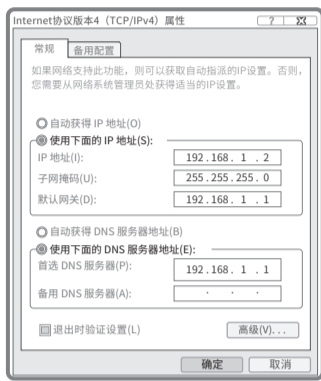 Internet协议版本4（TCP/IPv4）属性
常规 备用配置
如果网络支持此功能，则可以获取自动指派的IP设置。否则，
您需要从网络系统管理员处获得适当的IP设置。
自动获得 IP 地址(O)
使用下面的 IP 地址(S):
IP 地址(I): 192.168. 1 . 2
子网掩码(U): 255.255.255. 0
默认网关(D): 192.168. 1 . 1
自动获得 DNS 服务器地址(B)
使用下面的 DNS 服务器地址(E):
首选 DNS 服务器(P): 192.168. 1 . 1
备用 DNS 服务器(A): . . .
退出时验证设置(L) 高级(V)...
确定 取消